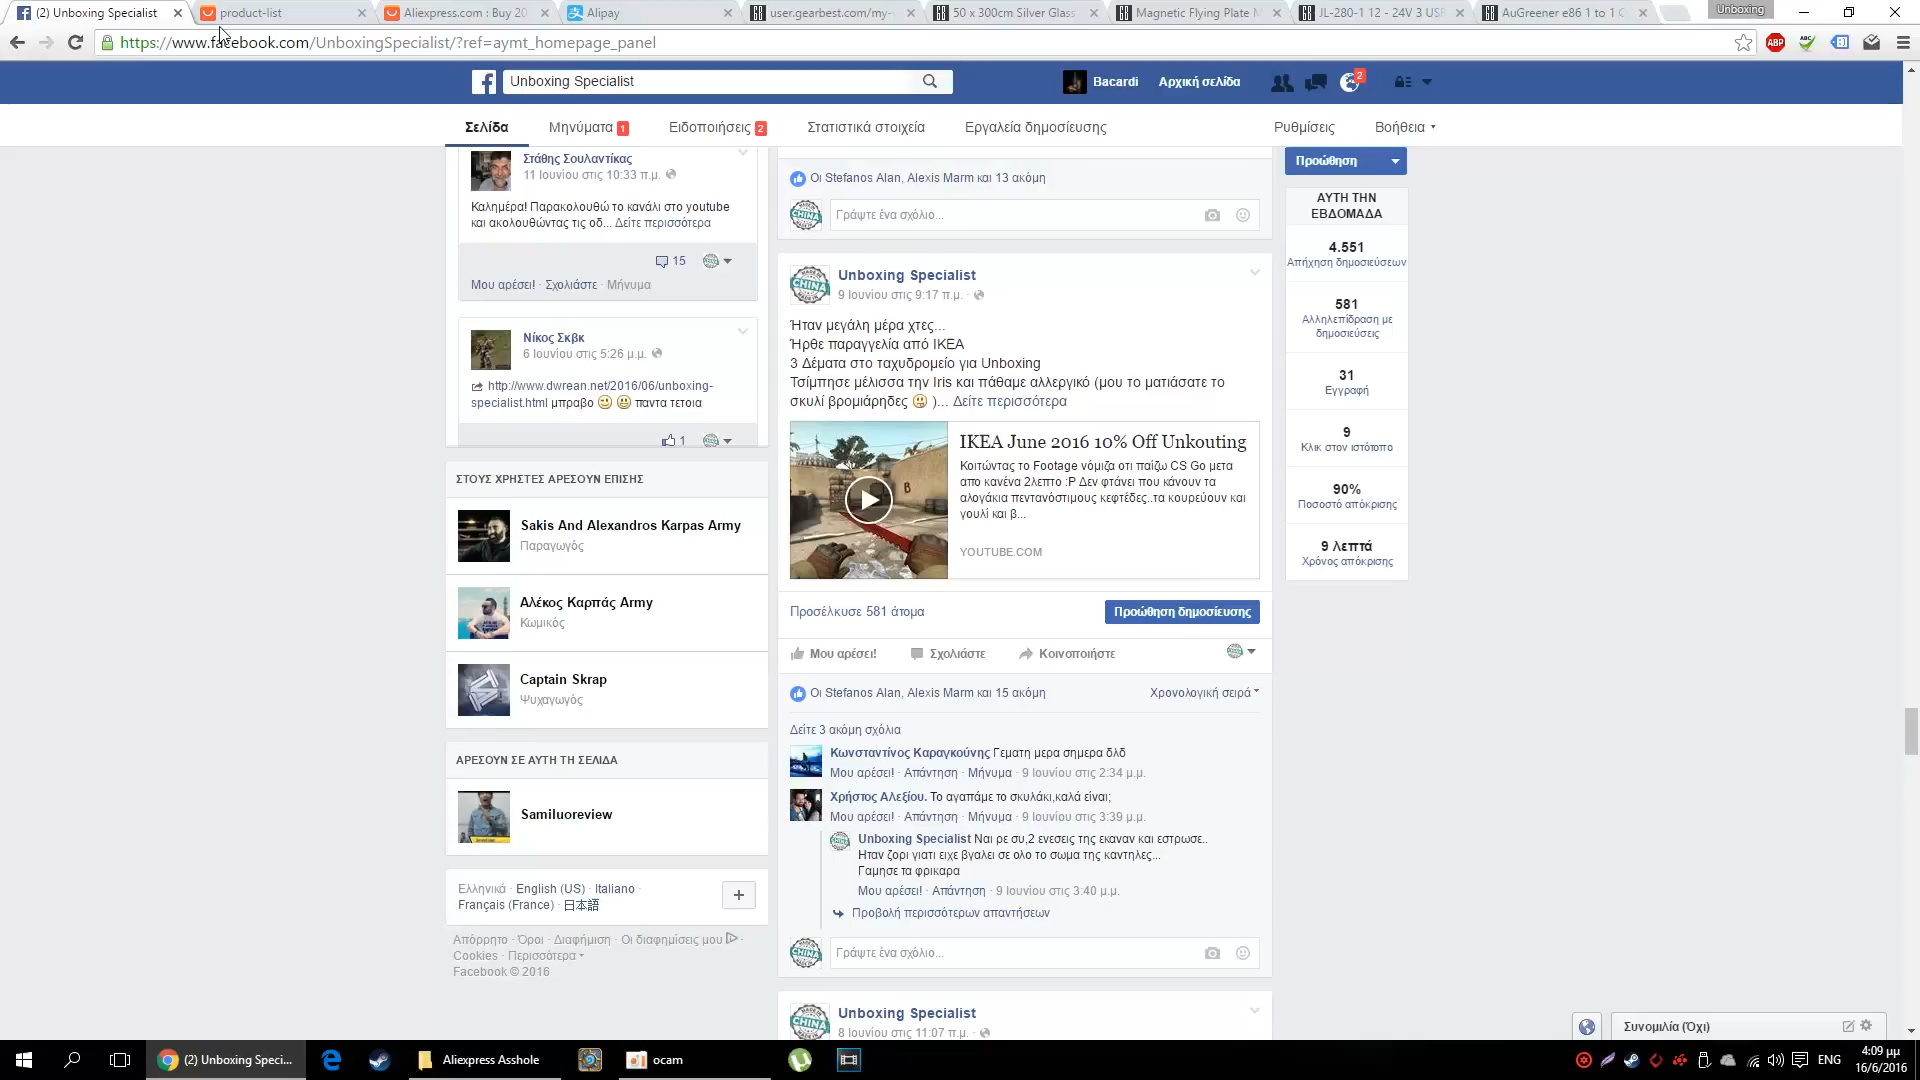 (2) Unboxing Specialist
product-list
Aliexpress.com : Buy 20
Alipay
user.gearbest.com/my-
50 x 300cm Silver Glass
Magnetic Flying Plate M
JL-280-1 12 - 24V 3 USB
AuGreener e86 1 to 1 C
Unboxing
https://www.facebook.com/UnboxingSpecialist/?ref=aymt_homepage_panel
ABP
ABC
Unboxing Specialist
Bacardi
Αρχική σελίδα
2
Σελίδα
Μηνύματα 1
Ειδοποιήσεις 2
Στατιστικά στοιχεία
Εργαλεία δημοσίευσης
Ρυθμίσεις
Βοήθεια
Στάθης Σουλαντίκας
11 Ιουνίου στις 10:33 π.μ. ·
Καλημέρα! Παρακολουθώ το κανάλι στο youtube
και ακολουθώντας τις οδ... Δείτε περισσότερα
15
Μου αρέσει! · Σχολιάστε · Μήνυμα
Νίκος Σκβκ
6 Ιουνίου στις 5:26 μ.μ. ·
http://www.dwrean.net/2016/06/unboxing-
specialist.html μπραβο παντα τετοια
1
ΣΤΟΥΣ ΧΡΗΣΤΕΣ ΑΡΕΣΟΥΝ ΕΠΙΣΗΣ
Sakis And Alexandros Karpas Army
Παραγωγός
Αλέκος Καρπάς Army
Κωμικός
Captain Skrap
Ψυχαγωγός
ΑΡΕΣΟΥΝ ΣΕ ΑΥΤΗ ΤΗ ΣΕΛΙΔΑ
Samiluoreview
Ελληνικά · English (US) · Italiano ·
Français (France) · 日本語
Απόρρητο · Όροι · Διαφήμιση · Οι διαφημίσεις μου ·
Cookies · Περισσότερα
Facebook © 2016
Οι Stefanos Alan, Alexis Marm και 13 ακόμη
Γράψτε ένα σχόλιο...
Unboxing Specialist
9 Ιουνίου στις 9:17 π.μ. ·
Ήταν μεγάλη μέρα χτες...
Ήρθε παραγγελία από ΙΚΕΑ
3 Δέματα στο ταχυδρομείο για Unboxing
Τσίμπησε μέλισσα την Iris και πάθαμε αλλεργικό (μου το ματιάσατε το
σκυλί βρομιάρηδες )... Δείτε περισσότερα
IKEA June 2016 10% Off Unkouting
Κοιτώντας το Footage νόμιζα οτι παίζω CS Go μετα
απο κανένα 2λεπτο :P Δεν φτάνει που κάνουν τα
αλογάκια πεντανόστιμους κεφτέδες..τα κουρεύουν και
γουλί και β...
YOUTUBE.COM
Προσέλκυσε 581 άτομα
Προώθηση δημοσίευσης
Μου αρέσει!
Σχολιάστε
Κοινοποιήστε
Οι Stefanos Alan, Alexis Marm και 15 ακόμη
Χρονολογική σειρά
Δείτε 3 ακόμη σχόλια
Κωνσταντίνος Καραγκούνης Γεματη μερα σημερα δλδ
Μου αρέσει! · Απάντηση · Μήνυμα · 9 Ιουνίου στις 2:34 μ.μ.
Χρήστος Αλεξίου. Το αγαπάμε το σκυλάκι,καλά είναι;
Μου αρέσει! · Απάντηση · Μήνυμα · 9 Ιουνίου στις 3:39 μ.μ.
Unboxing Specialist Ναι ρε συ,2 ενεσεις της εκαναν και εστρωσε..
Ηταν ζορι γιατι ειχε βγαλει σε ολο το σωμα της καντηλες...
Γαμησε τα φρικαρα
Μου αρέσει! · Απάντηση · 9 Ιουνίου στις 3:40 μ.μ.
Προβολή περισσότερων απαντήσεων
Γράψτε ένα σχόλιο...
Unboxing Specialist
8 Ιουνίου στις 11:07 π.μ. ·
Προώθηση
ΑΥΤΗ ΤΗΝ
ΕΒΔΟΜΑΔΑ
4.551
Απήχηση δημοσιεύσεων
581
Αλληλεπίδραση με
δημοσιεύσεις
31
Εγγραφή
9
Κλικ στον ιστότοπο
90%
Ποσοστό απόκρισης
9 λεπτά
Χρόνος απόκρισης
Συνομιλία (Όχι)
(2) Unboxing Speci...
Aliexpress Asshole
ocam
ENG
4:09 μμ
16/6/2016